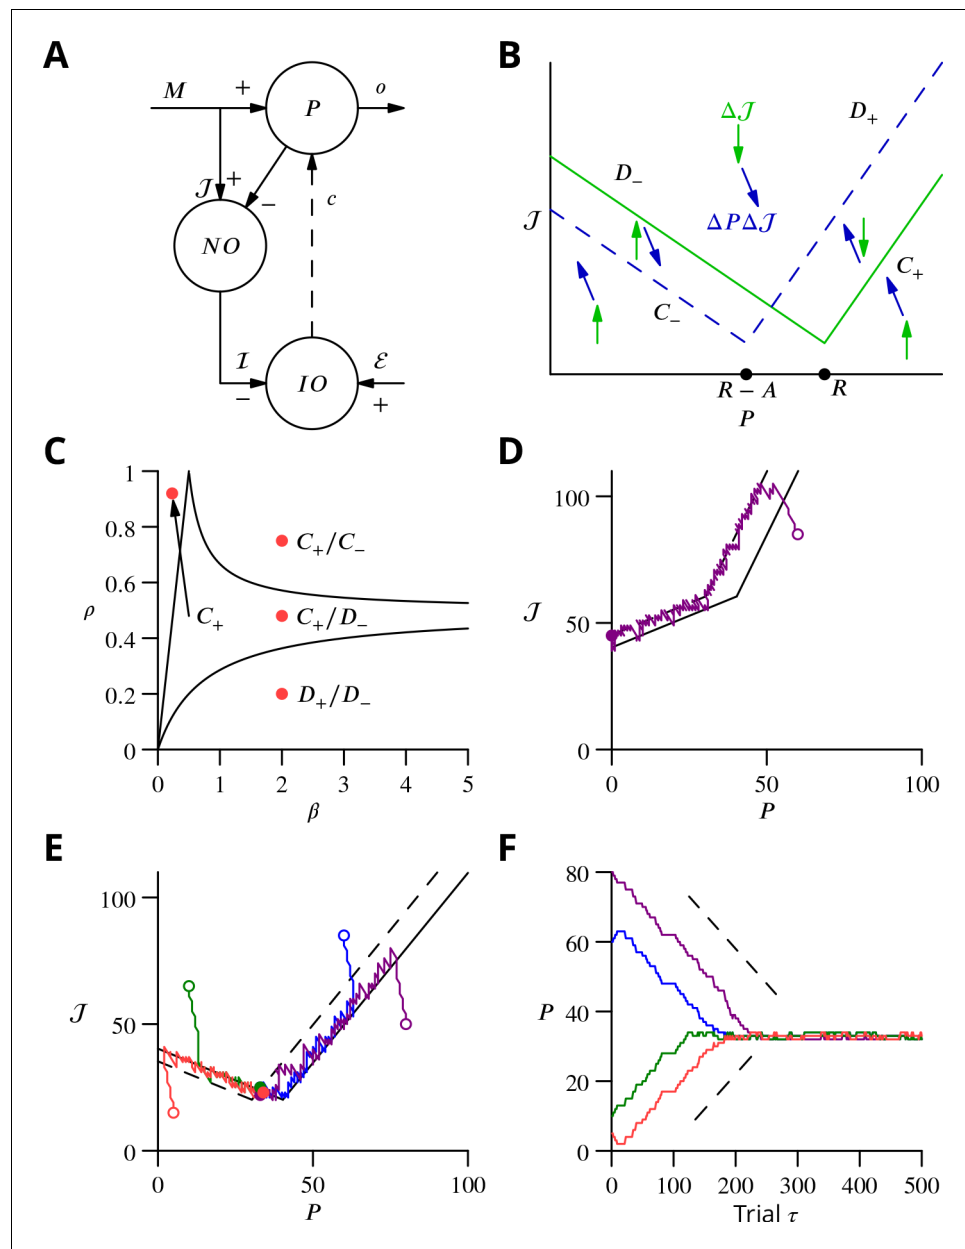 A
M
+
P
o
𝒥
+
−
c
NO
ℐ
−
IO
ℰ
+
B
𝒥
Δ𝒥
D₊
D₋
ΔPΔ𝒥
C₋
C₊
R − A
R
P
C
1
0.8
0.6
0.4
0.2
0
ρ
C₊/C₋
C₊/D₋
C₊
D₊/D₋
0 1 2 3 4 5
β
D
100
50
0
𝒥
0 50 100
P
E
100
50
0
𝒥
0 50 100
P
F
80
60
40
20
0
P
0 100 200 300 400 500
Trial τ